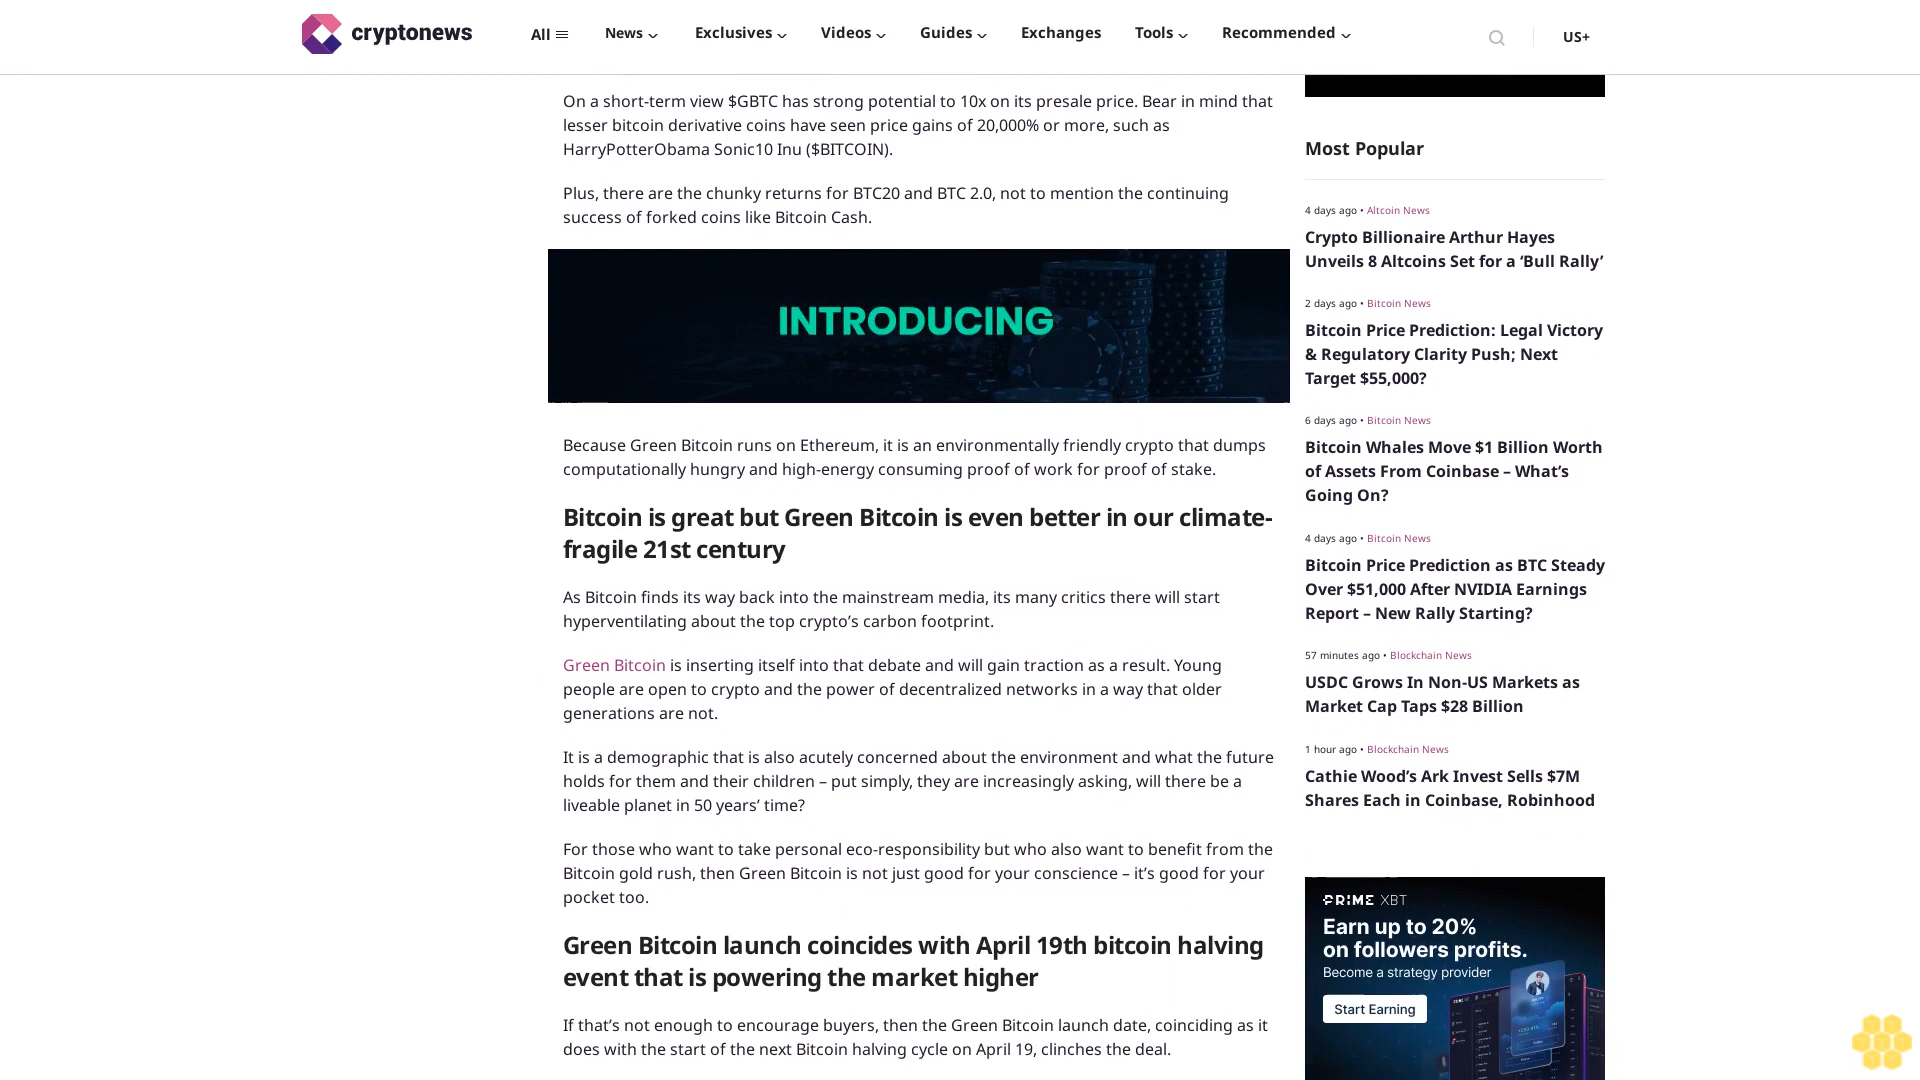 cryptonews
All
News
Exclusives
Videos
Guides
Exchanges
Tools
Recommended
US+
On a short-term view $GBTC has strong potential to 10x on its presale price. Bear in mind that
lesser bitcoin derivative coins have seen price gains of 20,000% or more, such as
HarryPotterObama Sonic10 Inu ($BITCOIN).
Plus, there are the chunky returns for BTC20 and BTC 2.0, not to mention the continuing
success of forked coins like Bitcoin Cash.
INTRODUCING
Because Green Bitcoin runs on Ethereum, it is an environmentally friendly crypto that dumps
computationally hungry and high-energy consuming proof of work for proof of stake.
Bitcoin is great but Green Bitcoin is even better in our climate-
fragile 21st century
As Bitcoin finds its way back into the mainstream media, its many critics there will start
hyperventilating about the top crypto’s carbon footprint.
Green Bitcoin is inserting itself into that debate and will gain traction as a result. Young
people are open to crypto and the power of decentralized networks in a way that older
generations are not.
It is a demographic that is also acutely concerned about the environment and what the future
holds for them and their children – put simply, they are increasingly asking, will there be a
liveable planet in 50 years’ time?
For those who want to take personal eco-responsibility but who also want to benefit from the
Bitcoin gold rush, then Green Bitcoin is not just good for your conscience – it’s good for your
pocket too.
Green Bitcoin launch coincides with April 19th bitcoin halving
event that is powering the market higher
If that’s not enough to encourage buyers, then the Green Bitcoin launch date, coinciding as it
does with the start of the next Bitcoin halving cycle on April 19, clinches the deal.
Most Popular
4 days ago • Altcoin News
Crypto Billionaire Arthur Hayes
Unveils 8 Altcoins Set for a ‘Bull Rally’
2 days ago • Bitcoin News
Bitcoin Price Prediction: Legal Victory
& Regulatory Clarity Push; Next
Target $55,000?
6 days ago • Bitcoin News
Bitcoin Whales Move $1 Billion Worth
of Assets From Coinbase – What’s
Going On?
4 days ago • Bitcoin News
Bitcoin Price Prediction as BTC Steady
Over $51,000 After NVIDIA Earnings
Report – New Rally Starting?
57 minutes ago • Blockchain News
USDC Grows In Non-US Markets as
Market Cap Taps $28 Billion
1 hour ago • Blockchain News
Cathie Wood’s Ark Invest Sells $7M
Shares Each in Coinbase, Robinhood
PRIME XBT
Earn up to 20%
on followers profits.
Become a strategy provider
Start Earning